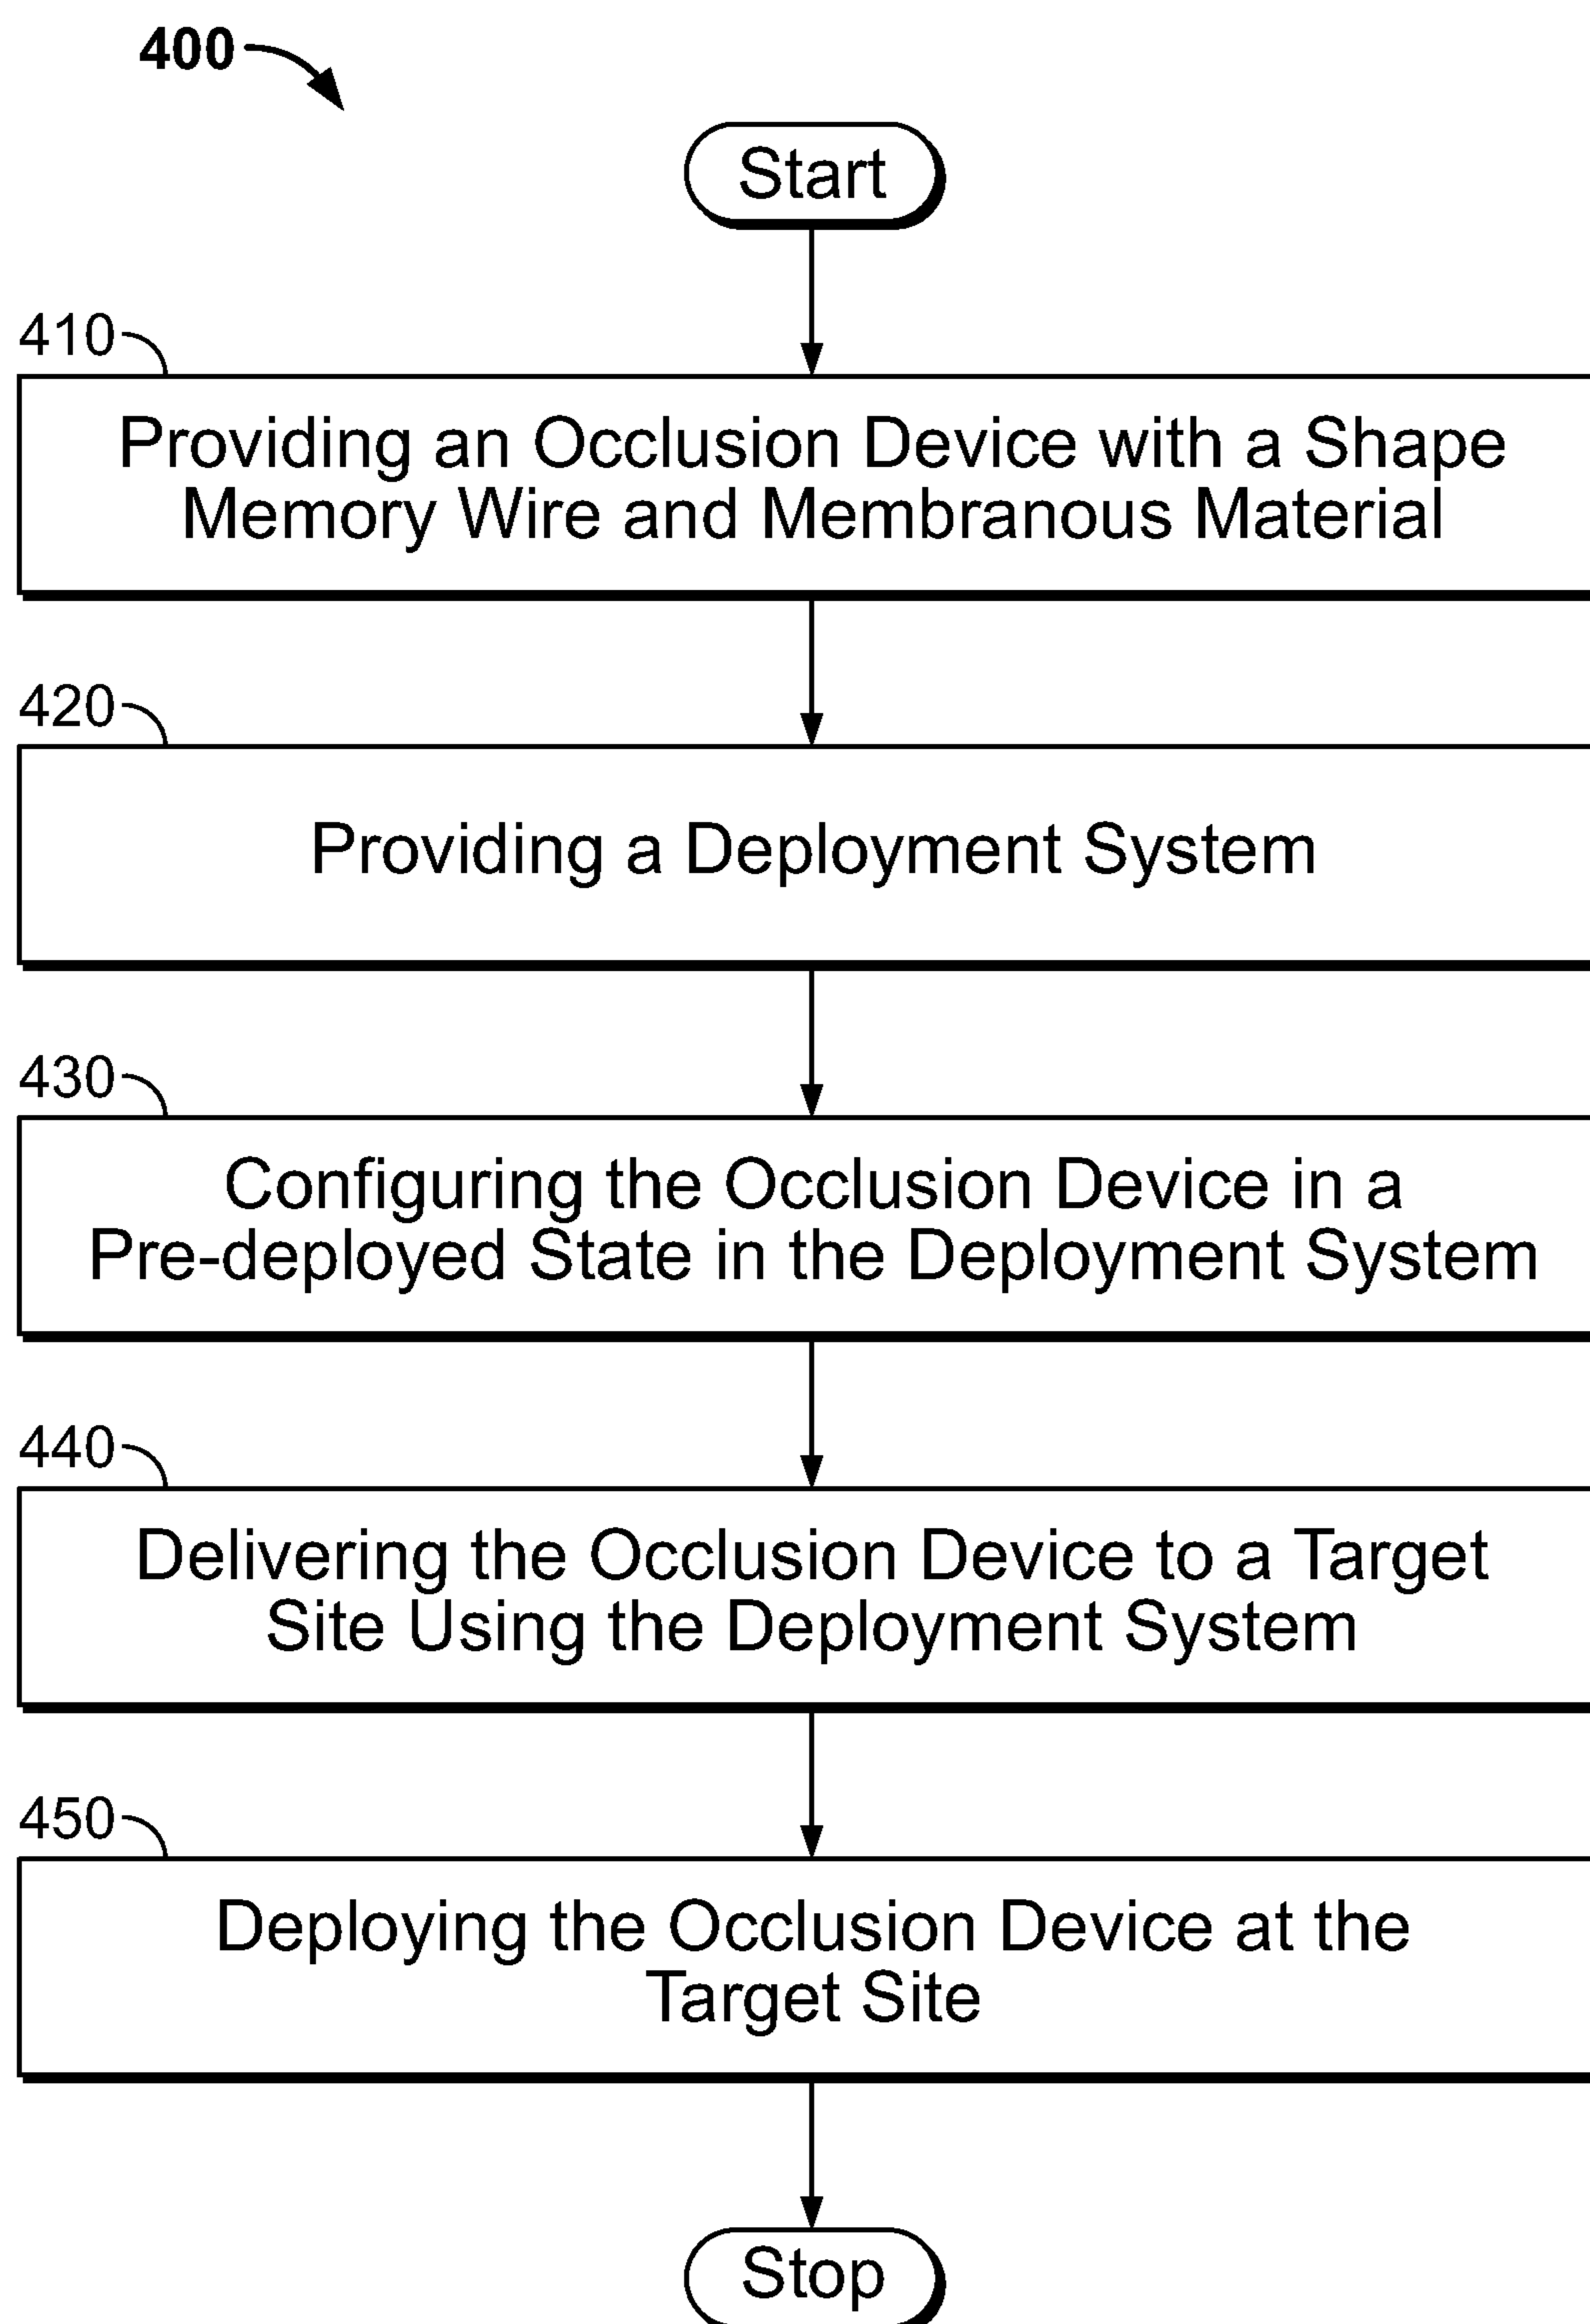 400
Start
410
Providing an Occlusion Device with a Shape
Memory Wire and Membranous Material
420
Providing a Deployment System
430
Configuring the Occlusion Device in a
Pre-deployed State in the Deployment System
440
Delivering the Occlusion Device to a Target
Site Using the Deployment System
450
Deploying the Occlusion Device at the
Target Site
Stop